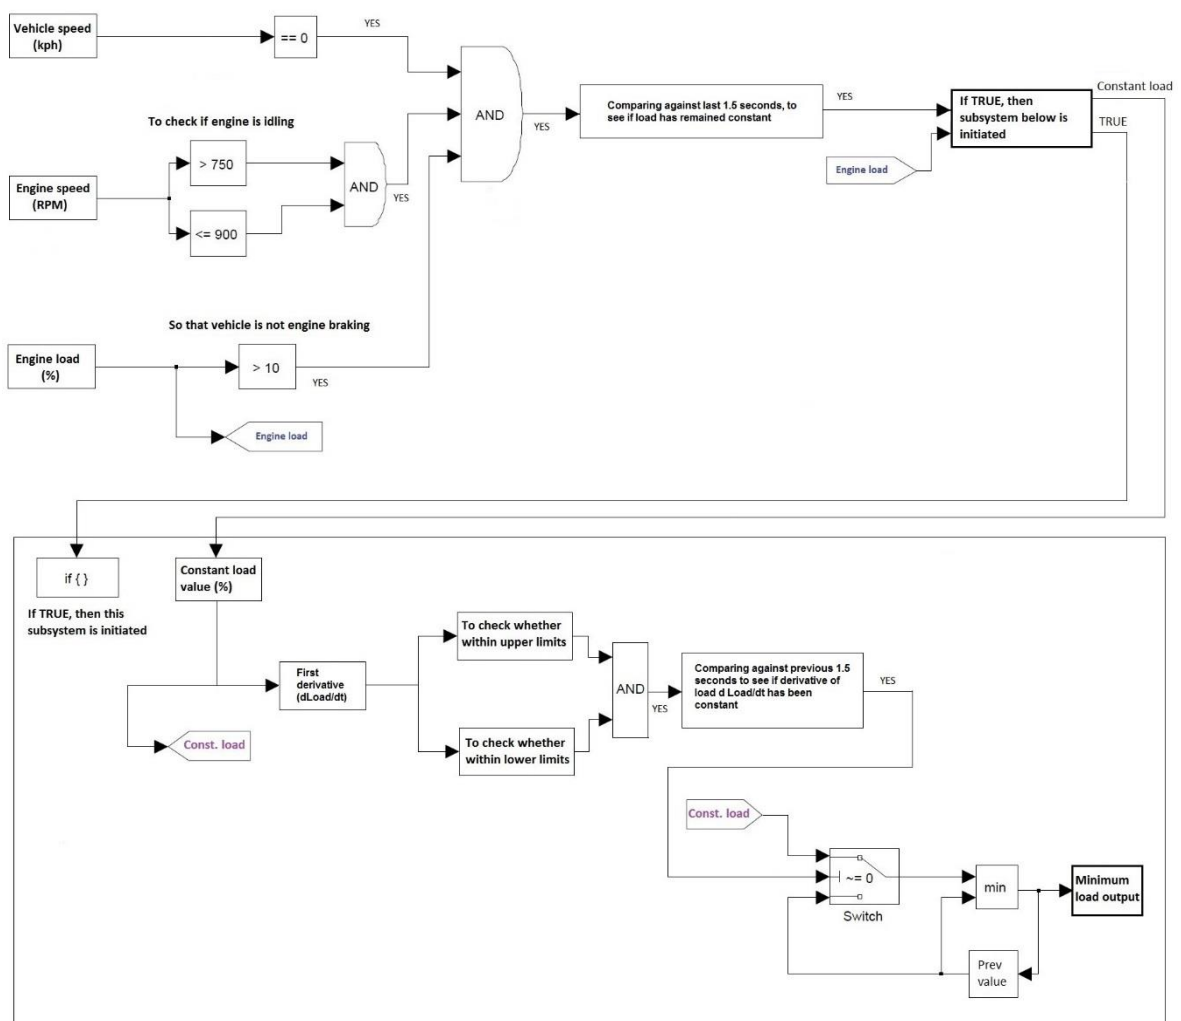 Vehicle speed
(kph)
== 0
YES
AND
YES
To check if engine is idling
> 750
Engine speed
(RPM)
<= 900
AND
YES
Comparing against last 1.5 seconds, to
see if load has remained constant
YES
Engine load
If TRUE, then
subsystem below is
initiated
Constant load
TRUE
So that vehicle is not engine braking
Engine load
(%)
> 10
YES
Engine load
if { }
If TRUE, then this
subsystem is initiated
Constant load
value (%)
Const. load
First
derivative
(dLoad/dt)
To check whether
within upper limits
To check whether
within lower limits
AND
YES
Comparing against previous 1.5
seconds to see if derivative of
load d Load/dt has been
constant
YES
Const. load
~= 0
Switch
min
Minimum
load output
Prev
value